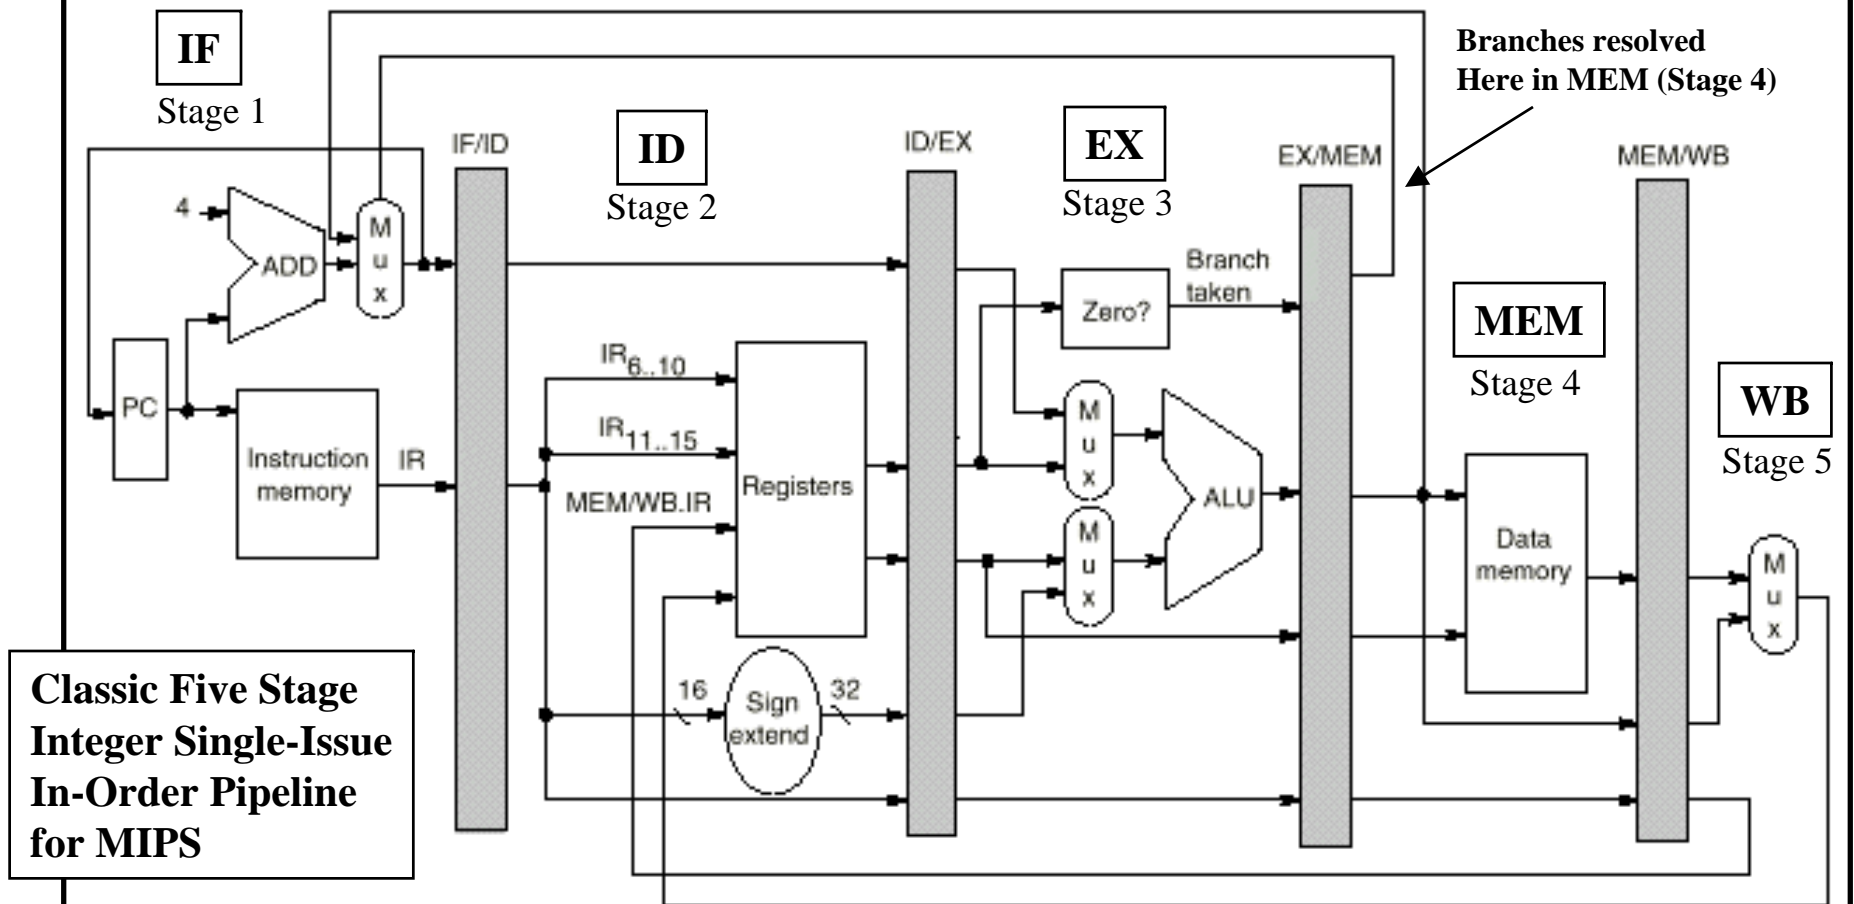 IF
Stage 1
Branches resolved
Here in MEM (Stage 4)
IF/ID
ID
Stage 2
ID/EX
EX
Stage 3
EX/MEM
MEM/WB
4
ADD
M
u
x
Branch
taken
Zero?
MEM
Stage 4
PC
Instruction
memory
IR
IR6..10
IR11..15
MEM/WB.IR
Registers
M
u
x
M
u
x
ALU
Data
memory
WB
Stage 5
M
u
x
16
Sign
extend
32
Classic Five Stage
Integer Single-Issue
In-Order Pipeline
for MIPS